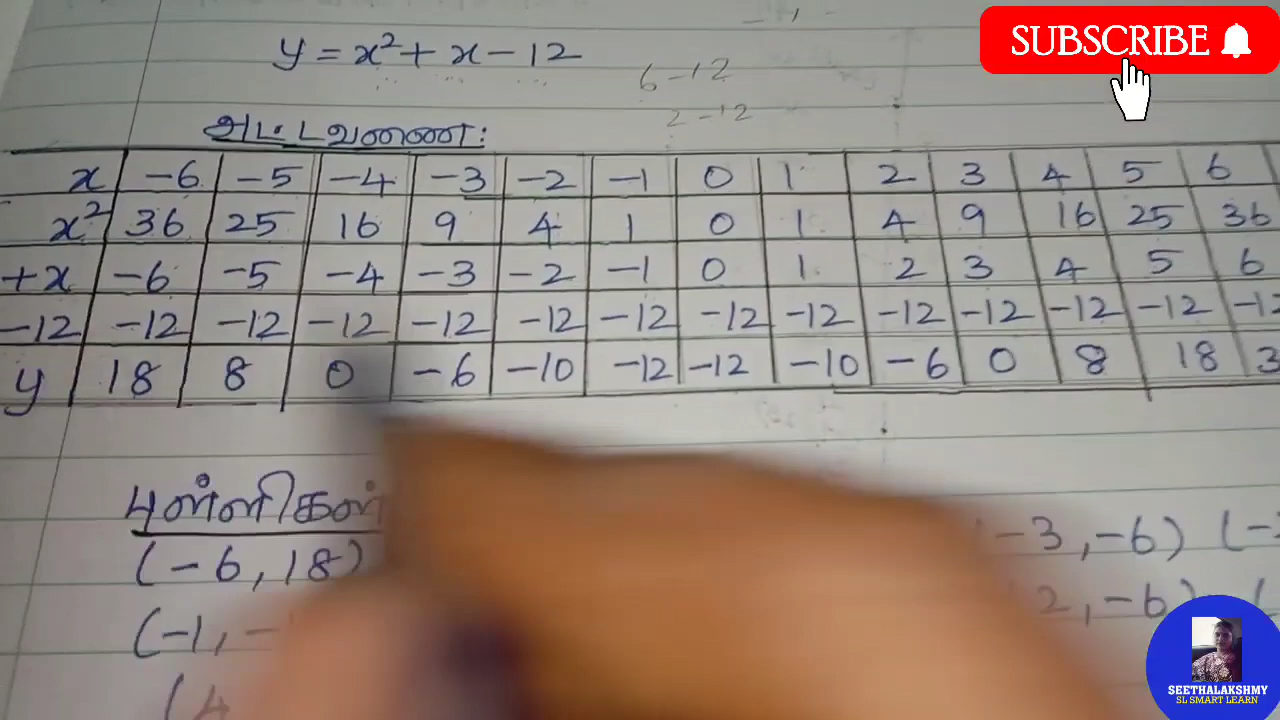 SUBSCRIBE
y = x² + x - 12
6 -12
2 -12
அட்டவணை:
x -6 -5 -4 -3 -2 -1 0 1 2 3 4 5 6
x² 36 25 16 9 4 1 0 1 4 9 16 25 36
+x -6 -5 -4 -3 -2 -1 0 1 2 3 4 5 6
-12 -12 -12 -12 -12 -12 -12 -12 -12 -12 -12 -12 -12
y 18 8 0 -6 -10 -12 -12 -10 -6 0 8 18 3
புள்ளிகள்
(-6, 18) (-3, -6) (-
(-1, - 2, -6) (
(4
SEETHALAKSHMY
SL SMART LEARN